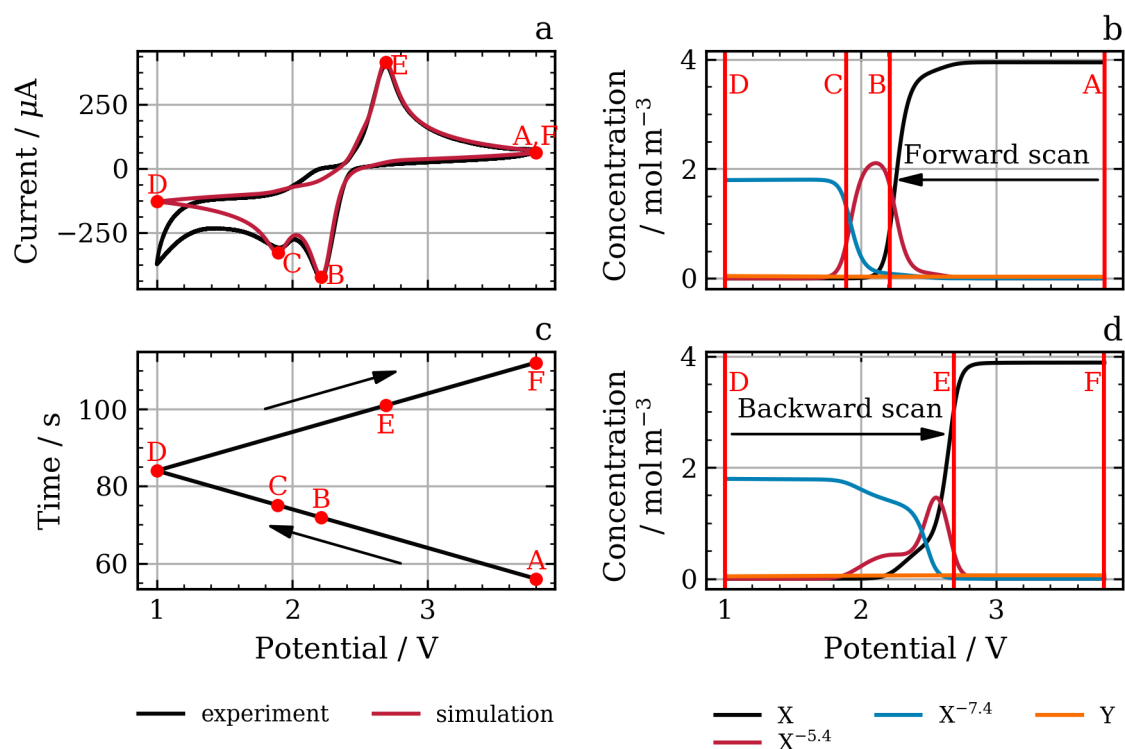 a
b
Current / μA
250
0
−250
A,F
B
C
D
E
Concentration
/ mol m⁻³
4
2
0
D
C
B
A
Forward scan
c
d
Time / s
100
80
60
1
2
3
Potential / V
A
B
C
D
E
F
Concentration
/ mol m⁻³
4
2
0
D
E
F
Backward scan
1
2
3
Potential / V
experiment
simulation
X
X⁻⁵·⁴
X⁻⁷·⁴
Y